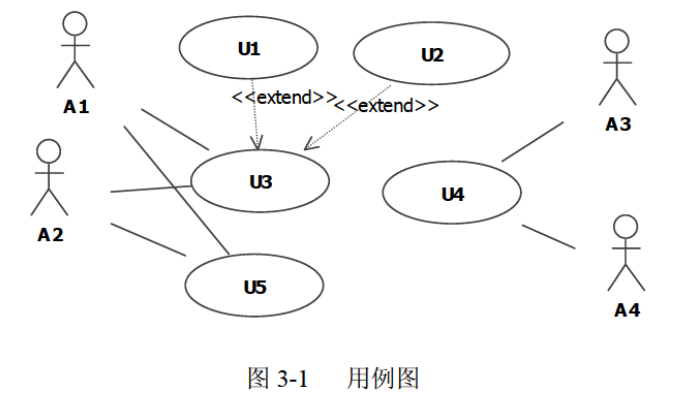 U1
U2
A1
<<extend>>
<<extend>>
A3
U3
U4
A2
U5
A4
图 3-1 用例图